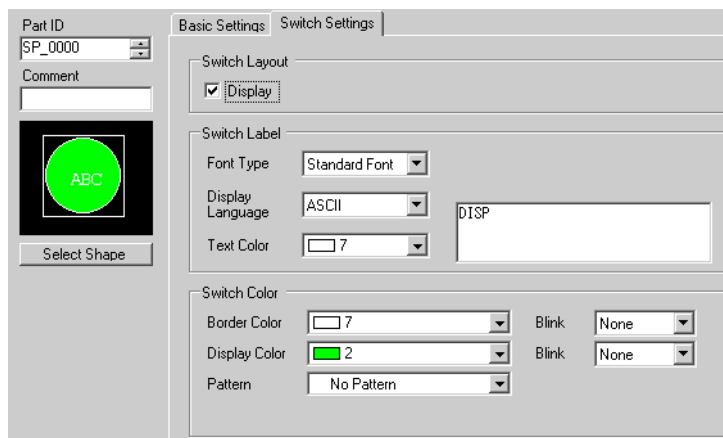 Part ID
SP_0000
Comment
ABC
Select Shape
Basic Settings Switch Settings
Switch Layout
Display
Switch Label
Font Type Standard Font
Display Language ASCII
DISP
Text Color 7
Switch Color
Border Color 7 Blink None
Display Color 2 Blink None
Pattern No Pattern